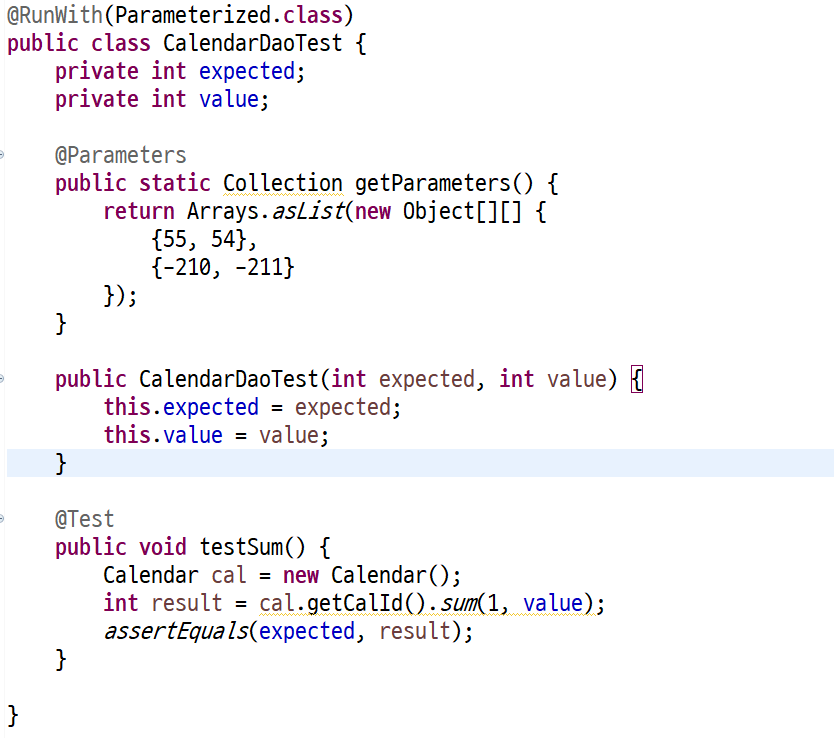 @RunWith(Parameterized.class)
public class CalendarDaoTest {
    private int expected;
    private int value;

    @Parameters
    public static Collection getParameters() {
        return Arrays.asList(new Object[][] {
            {55, 54},
            {-210, -211}
        });
    }

    public CalendarDaoTest(int expected, int value) {
        this.expected = expected;
        this.value = value;
    }

    @Test
    public void testSum() {
        Calendar cal = new Calendar();
        int result = cal.getCalId().sum(1, value);
        assertEquals(expected, result);
    }

}